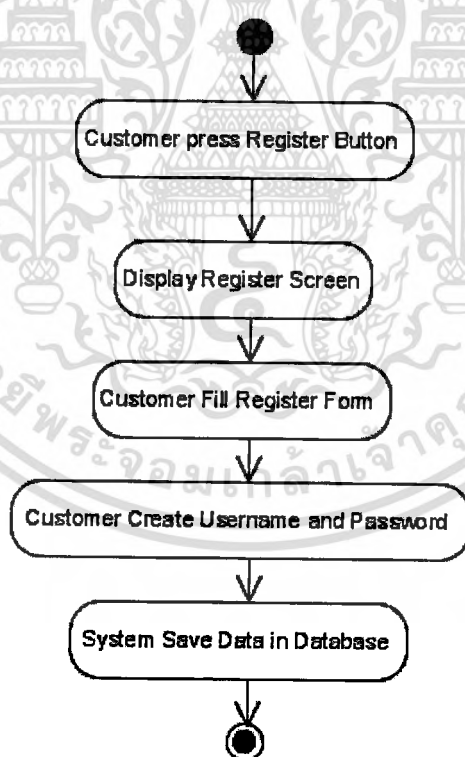 Customer press Register Button
Display Register Screen
Customer Fill Register Form
Customer Create Username and Password
System Save Data in Database